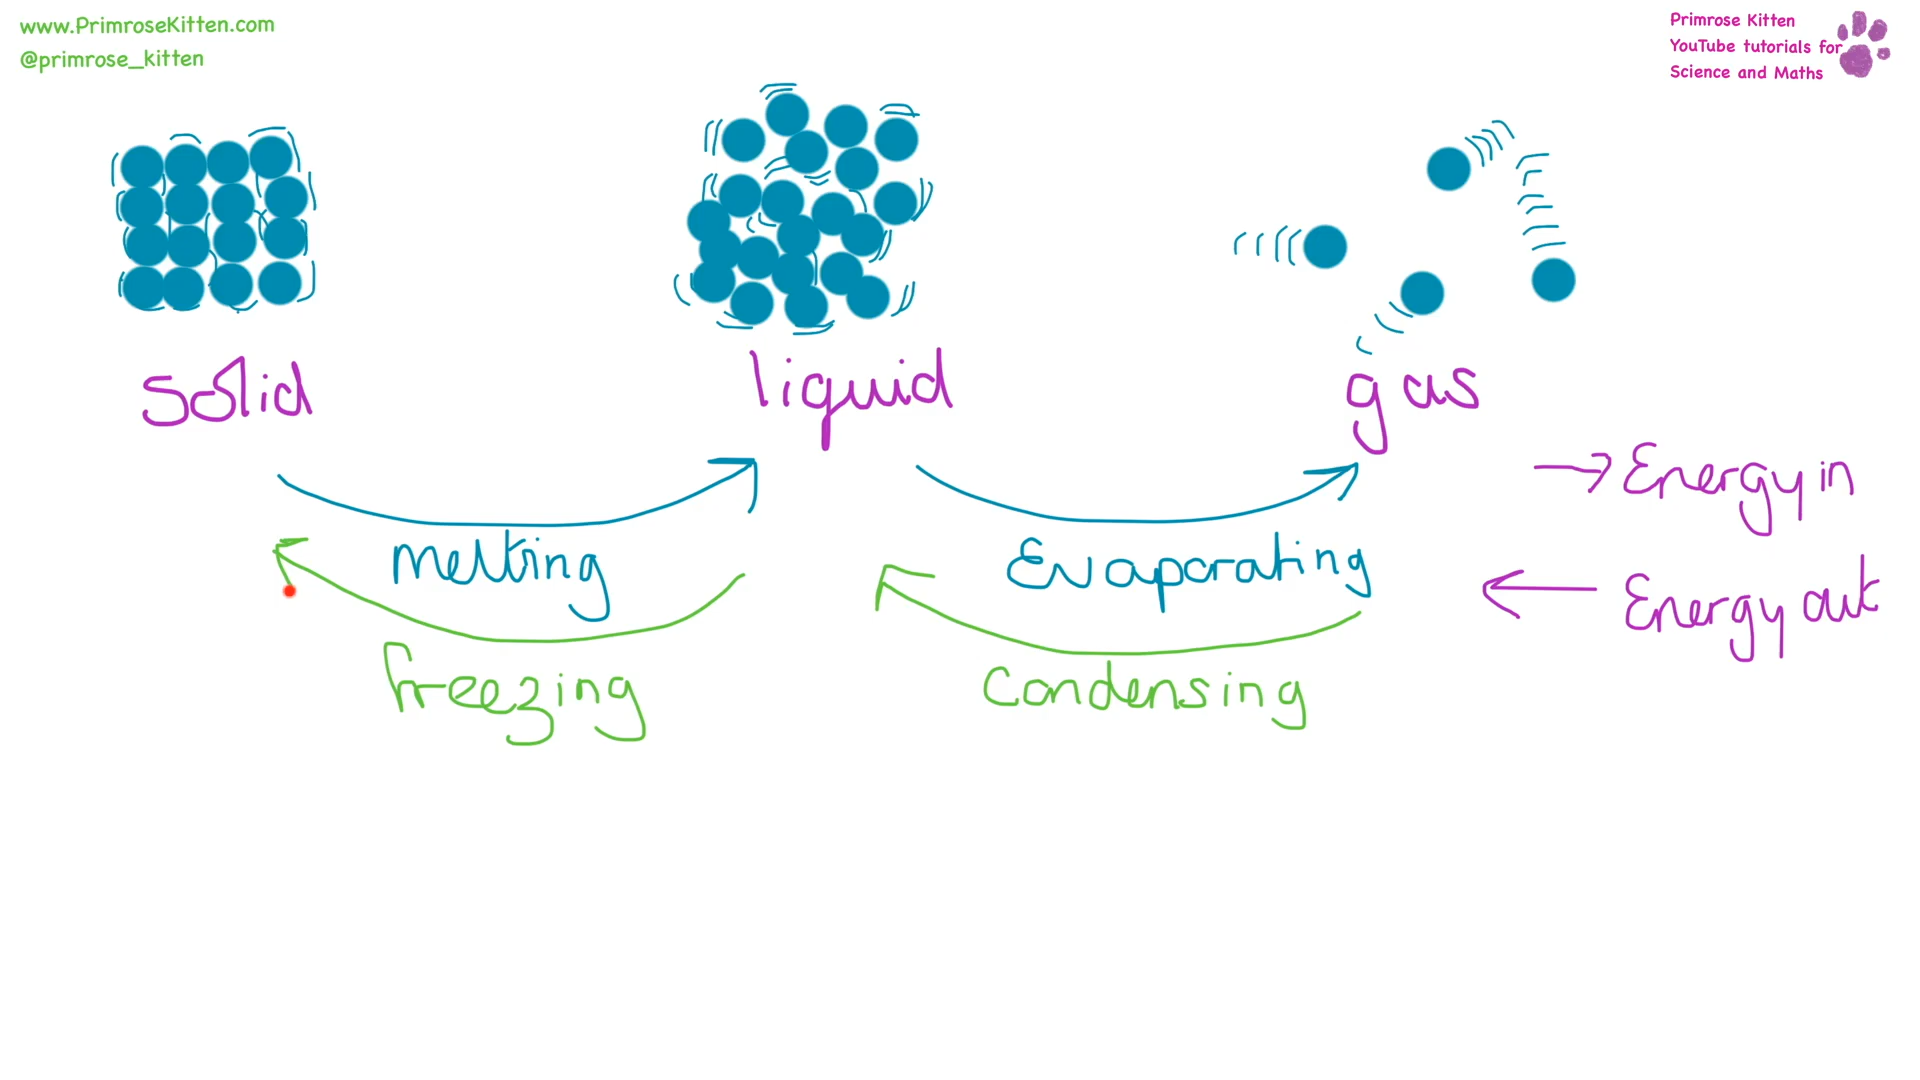 www.PrimroseKitten.com
@primrose_kitten
Primrose Kitten
YouTube tutorials for
Science and Maths
solid
liquid
gas
melting
Evaporating
freezing
Condensing
→ Energy in
← Energy out